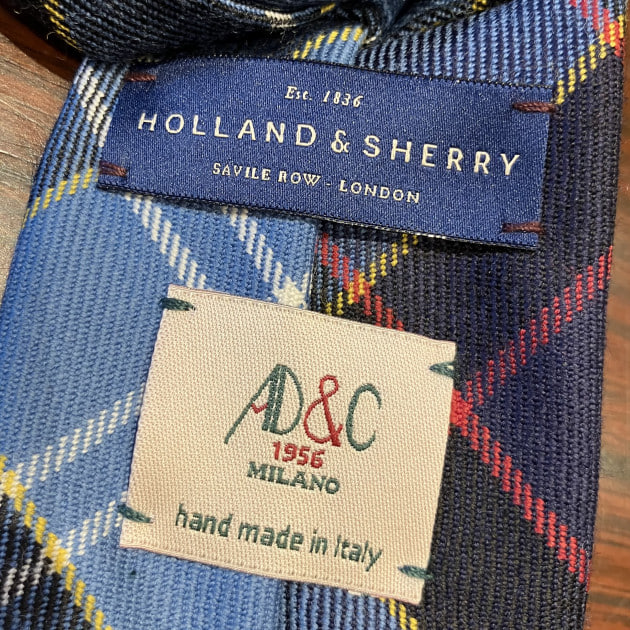 Est. 1836
HOLLAND & SHERRY
SAVILE ROW - LONDON
AD&C
1956
MILANO
hand made in Italy